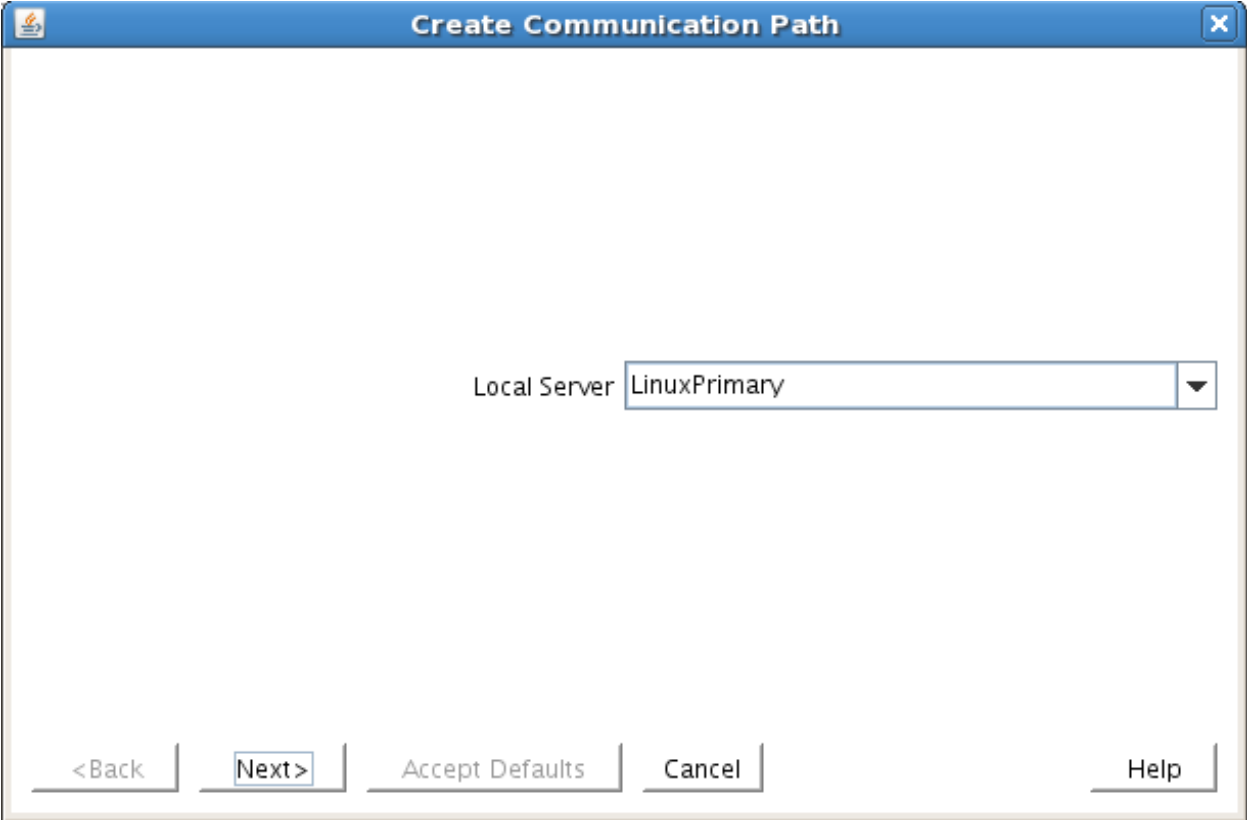 Create Communication Path
Local Server LinuxPrimary
<Back Next> Accept Defaults Cancel Help